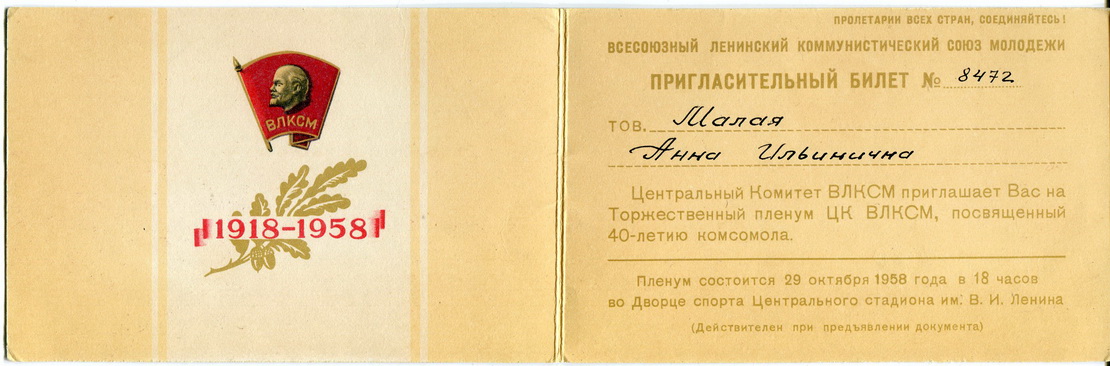 ВЛКСМ
1918-1958
ПРОЛЕТАРИИ ВСЕХ СТРАН, СОЕДИНЯЙТЕСЬ!
ВСЕСОЮЗНЫЙ ЛЕНИНСКИЙ КОММУНИСТИЧЕСКИЙ СОЮЗ МОЛОДЕЖИ
ПРИГЛАСИТЕЛЬНЫЙ БИЛЕТ № 8472
ТОВ. Малая
Анна Ильинична
Центральный Комитет ВЛКСМ приглашает Вас на
Торжественный пленум ЦК ВЛКСМ, посвященный
40-летию комсомола.
Пленум состоится 29 октября 1958 года в 18 часов
во Дворце спорта Центрального стадиона им. В. И. Ленина
(Действителен при предъявлении документа)